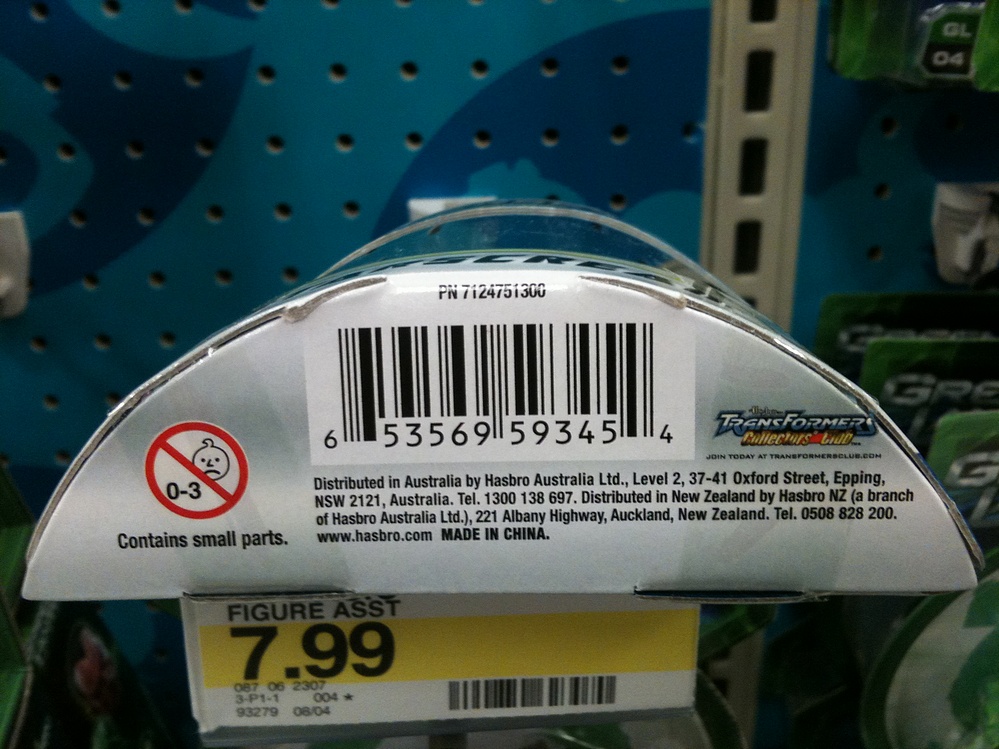 GL
04
PN 7124751300
6 53569 59345 4
TRANSFORMERS
Collectors' Club
JOIN TODAY AT TRANSFORMERSCLUB.COM
0-3
Contains small parts.
Distributed in Australia by Hasbro Australia Ltd., Level 2, 37-41 Oxford Street, Epping,
NSW 2121, Australia. Tel. 1300 138 697. Distributed in New Zealand by Hasbro NZ (a branch
of Hasbro Australia Ltd.), 221 Albany Highway, Auckland, New Zealand. Tel. 0508 828 200.
www.hasbro.com MADE IN CHINA.
FIGURE ASST
7.99
087 06 2307
3-P1-1 004 *
93279 08/04